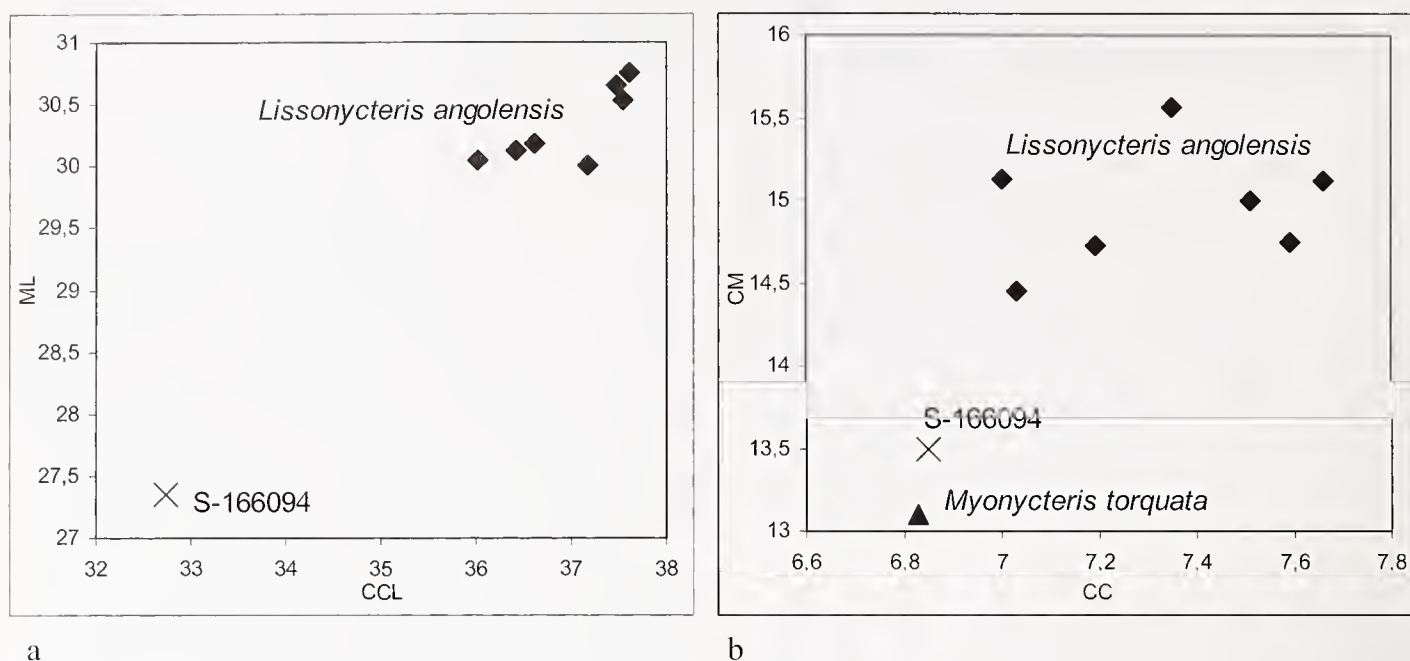 31
30,5
30
29,5
29
28,5
28
27,5
27
ML
Lissonycteris angolensis
S-166094
32 33 34 35 36 37 38
CCL
a
16
15,5
15
14,5
14
13,5
13
CM
Lissonycteris angolensis
S-166094
Myonycteris torquata
6,6 6,8 7 7,2 7,4 7,6 7,8
CC
b